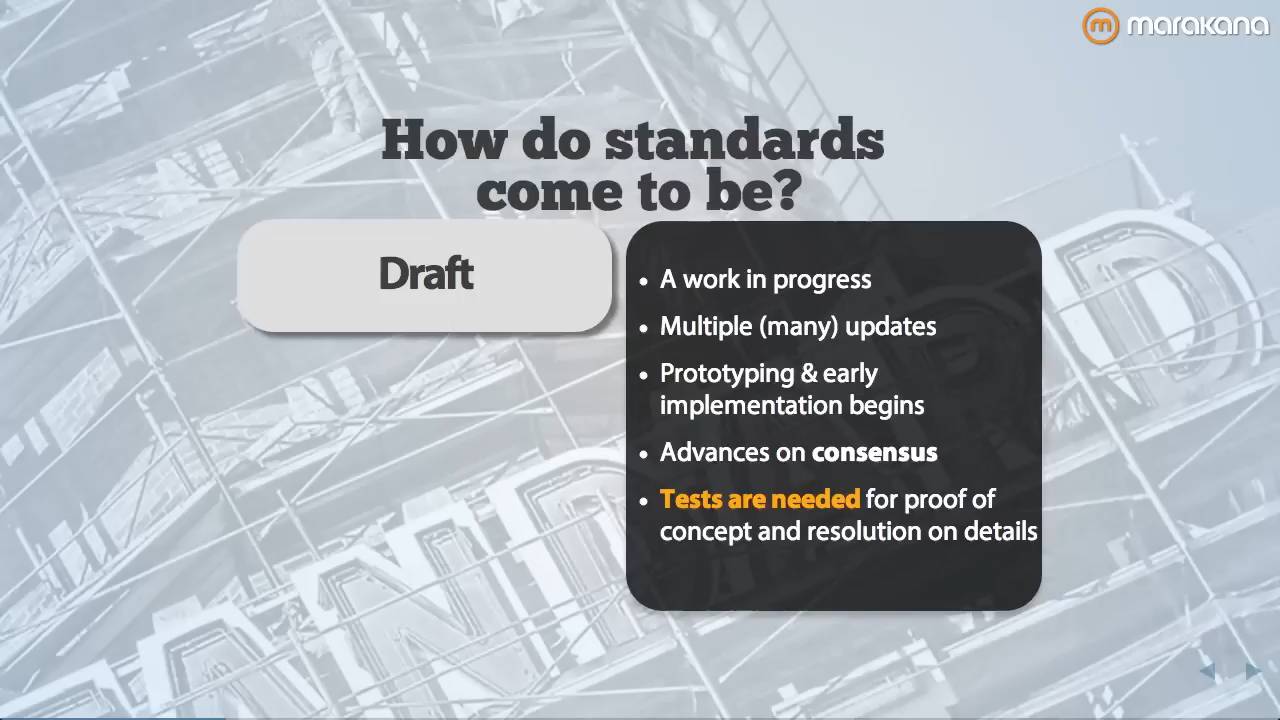 marakana
How do standards
come to be?
Draft
• A work in progress
• Multiple (many) updates
• Prototyping & early
implementation begins
• Advances on consensus
• Tests are needed for proof of
concept and resolution on details